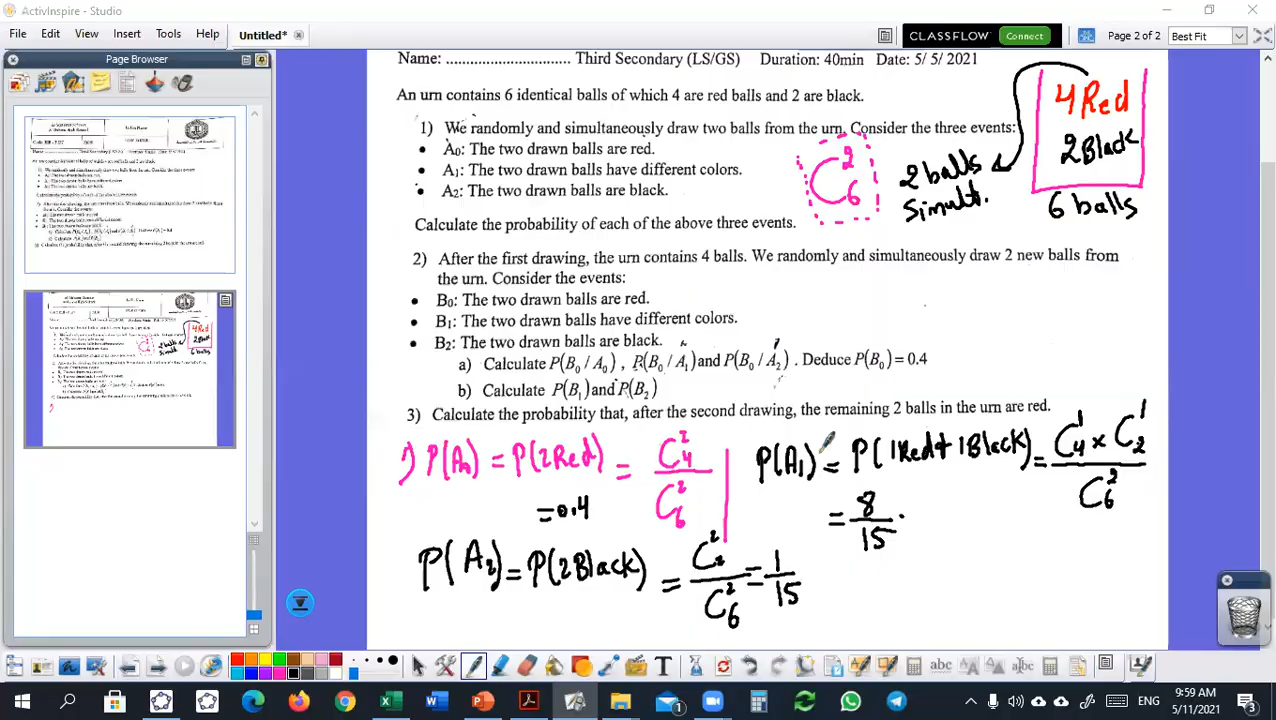 ActivInspire - Studio
File Edit View Insert Tools Help Untitled*
CLASSFLOW Connect Page 2 of 2 Best Fit
Page Browser
Name: ............................. Third Secondary (LS/GS) Duration: 40min Date: 5/ 5/ 2021
An urn contains 6 identical balls of which 4 are red balls and 2 are black.
1) We randomly and simultaneously draw two balls from the urn. Consider the three events:
• A₀: The two drawn balls are red.
• A₁: The two drawn balls have different colors.
• A₂: The two drawn balls are black.
Calculate the probability of each of the above three events.
C₆²
2 balls
simult.
4 Red
2 Black
6 balls
2) After the first drawing, the urn contains 4 balls. We randomly and simultaneously draw 2 new balls from
the urn. Consider the events:
• B₀: The two drawn balls are red.
• B₁: The two drawn balls have different colors.
• B₂: The two drawn balls are black.
a) Calculate P(B₀ / A₀) , P(B₀ / A₁) and P(B₀ / A₂) . Deduce P(B₀) = 0.4
b) Calculate P(B₁) and P(B₂)
3) Calculate the probability that, after the second drawing, the remaining 2 balls in the urn are red.
1) P(A₀) = P(2Red) = C₄² / C₆²
= 0.4
P(A₁) = P(1Red + 1Black) = C₄¹ × C₂¹ / C₆²
= 8/15.
P(A₂) = P(2Black) = C₂² / C₆² = 1/15
abc
ENG
9:59 AM
5/11/2021